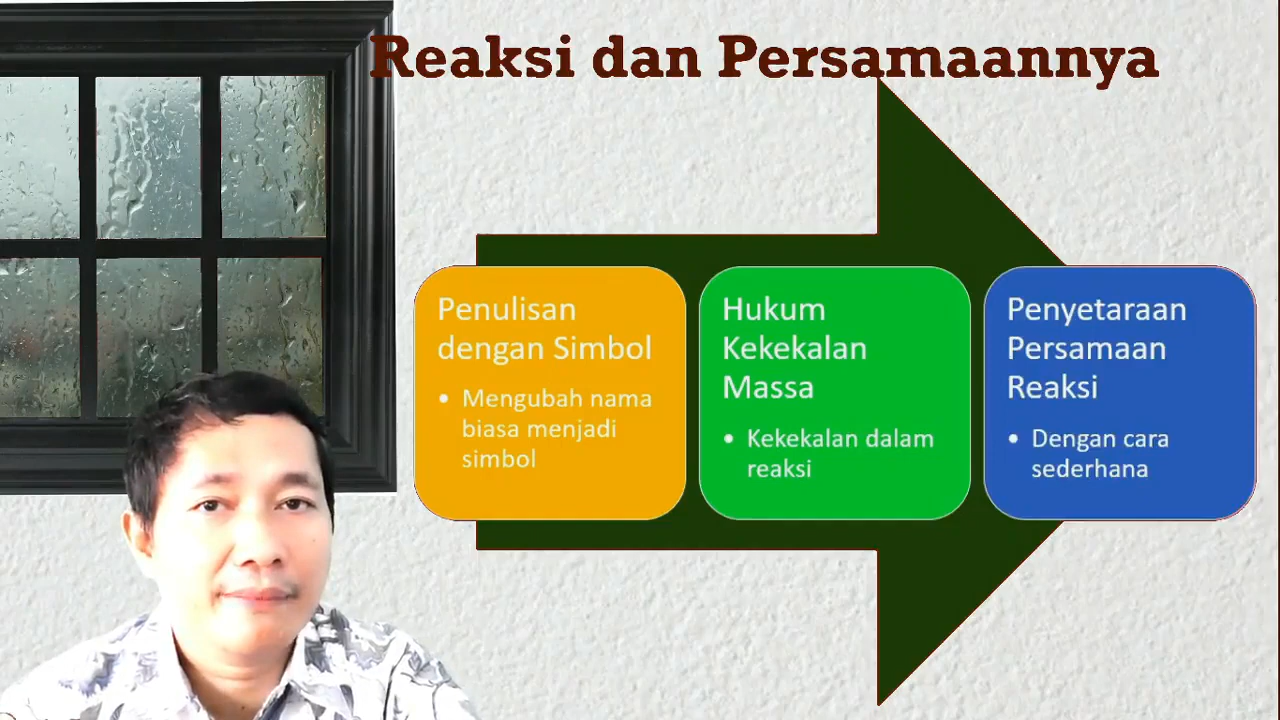 Reaksi dan Persamaannya
Penulisan
dengan Simbol
• Mengubah nama
biasa menjadi
simbol
Hukum
Kekekalan
Massa
• Kekekalan dalam
reaksi
Penyetaraan
Persamaan
Reaksi
• Dengan cara
sederhana